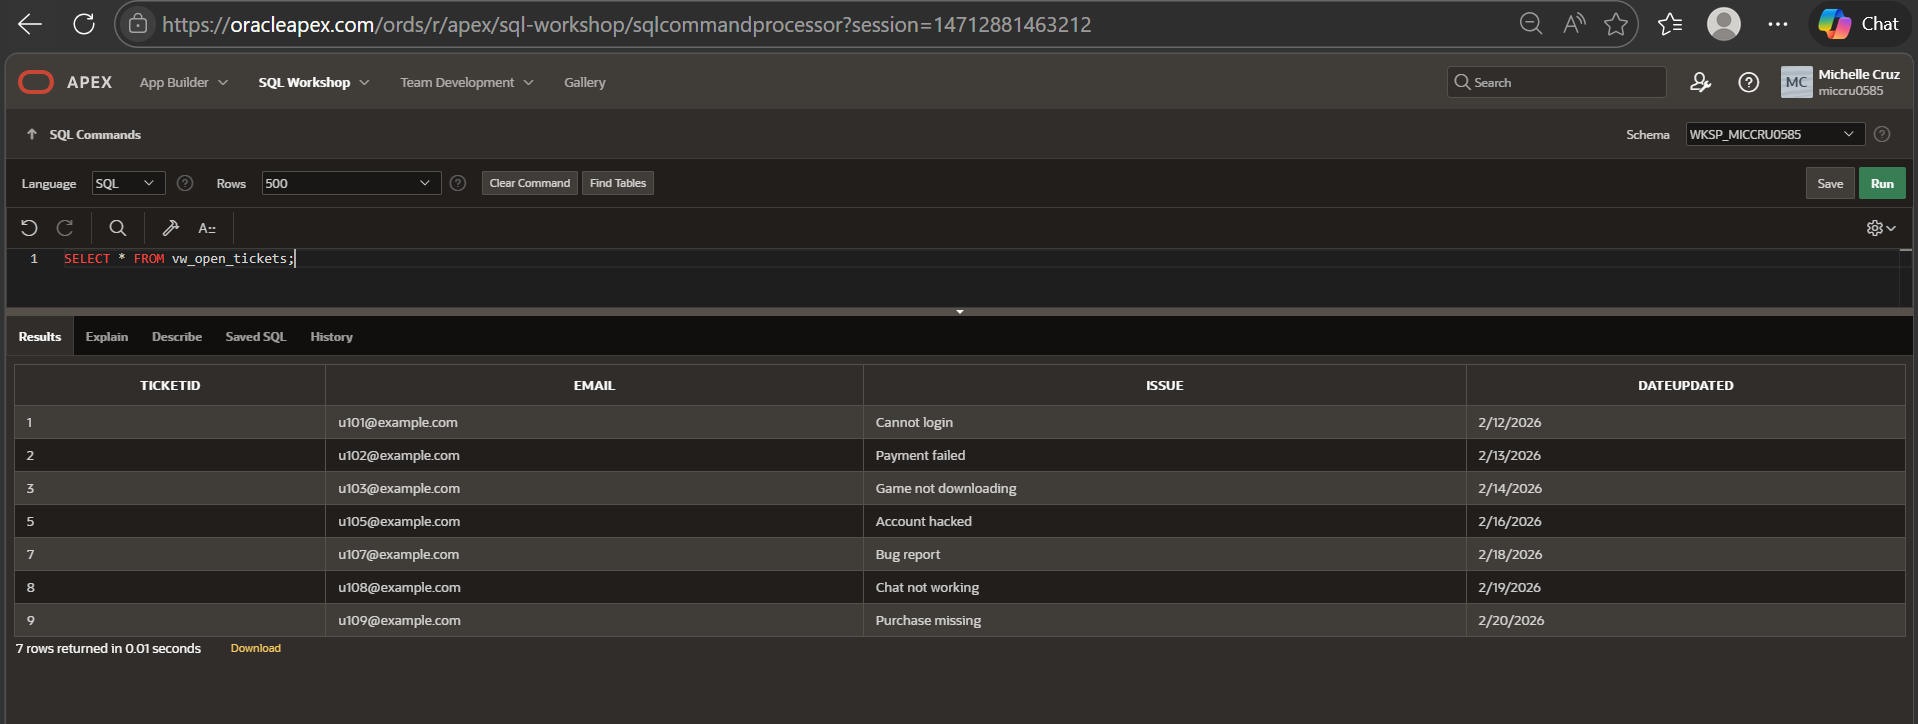 https://oracleapex.com/ords/r/apex/sql-workshop/sqlcommandprocessor?session=14712881463212
Chat
APEX App Builder SQL Workshop Team Development Gallery Search MC Michelle Cruz
miccru0585
SQL Commands Schema WKSP_MICCRU0585
Language SQL Rows 500 Clear Command Find Tables Save Run
1 SELECT * FROM vw_open_tickets;
Results Explain Describe Saved SQL History
TICKETID EMAIL ISSUE DATEUPDATED
1 u101@example.com Cannot login 2/12/2026
2 u102@example.com Payment failed 2/13/2026
3 u103@example.com Game not downloading 2/14/2026
5 u105@example.com Account hacked 2/16/2026
7 u107@example.com Bug report 2/18/2026
8 u108@example.com Chat not working 2/19/2026
9 u109@example.com Purchase missing 2/20/2026
7 rows returned in 0.01 seconds Download